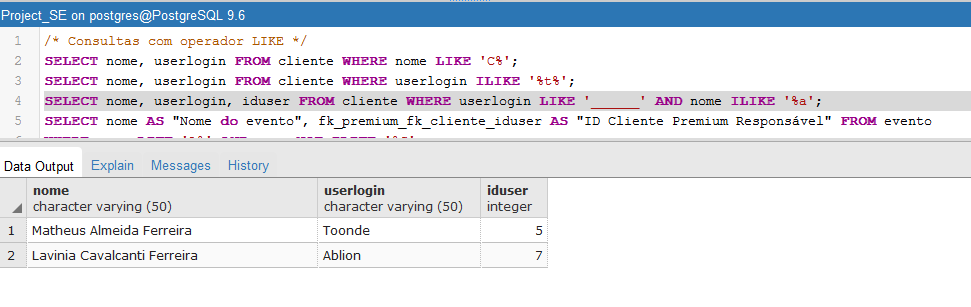 Project_SE on postgres@PostgreSQL 9.6
1 /* Consultas com operador LIKE */
2 SELECT nome, userlogin FROM cliente WHERE nome LIKE 'C%';
3 SELECT nome, userlogin FROM cliente WHERE userlogin ILIKE '%t%';
4 SELECT nome, userlogin, iduser FROM cliente WHERE userlogin LIKE '______' AND nome ILIKE '%a';
5 SELECT nome AS "Nome do evento", fk_premium_fk_cliente_iduser AS "ID Cliente Premium Responsável" FROM evento
Data Output Explain Messages History
nome userlogin iduser
character varying (50) character varying (50) integer
1 Matheus Almeida Ferreira Toonde 5
2 Lavinia Cavalcanti Ferreira Ablion 7